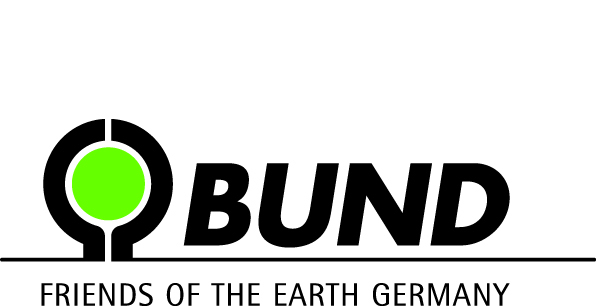 BUND
FRIENDS OF THE EARTH GERMANY